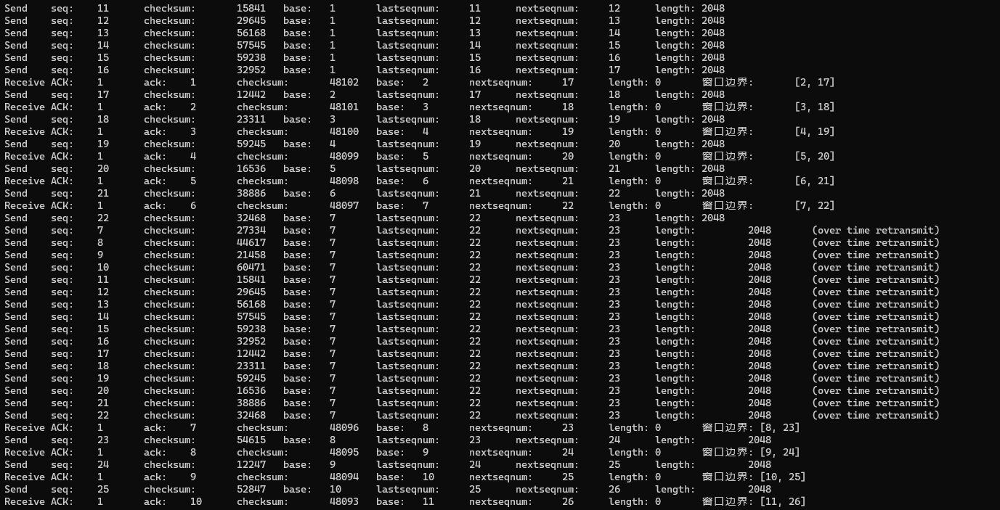 Send seq: 11 checksum: 15841 base: 1 lastseqnum: 11 nextseqnum: 12 length: 2048
Send seq: 12 checksum: 29645 base: 1 lastseqnum: 12 nextseqnum: 13 length: 2048
Send seq: 13 checksum: 56168 base: 1 lastseqnum: 13 nextseqnum: 14 length: 2048
Send seq: 14 checksum: 57545 base: 1 lastseqnum: 14 nextseqnum: 15 length: 2048
Send seq: 15 checksum: 59238 base: 1 lastseqnum: 15 nextseqnum: 16 length: 2048
Send seq: 16 checksum: 32952 base: 1 lastseqnum: 16 nextseqnum: 17 length: 2048
Receive ACK: 1 ack: 1 checksum: 48102 base: 2 nextseqnum: 17 length: 0 窗口边界: [2, 17]
Send seq: 17 checksum: 12442 base: 2 lastseqnum: 17 nextseqnum: 18 length: 2048
Receive ACK: 1 ack: 2 checksum: 48101 base: 3 nextseqnum: 18 length: 0 窗口边界: [3, 18]
Send seq: 18 checksum: 23311 base: 3 lastseqnum: 18 nextseqnum: 19 length: 2048
Receive ACK: 1 ack: 3 checksum: 48100 base: 4 nextseqnum: 19 length: 0 窗口边界: [4, 19]
Send seq: 19 checksum: 59245 base: 4 lastseqnum: 19 nextseqnum: 20 length: 2048
Receive ACK: 1 ack: 4 checksum: 48099 base: 5 nextseqnum: 20 length: 0 窗口边界: [5, 20]
Send seq: 20 checksum: 16536 base: 5 lastseqnum: 20 nextseqnum: 21 length: 2048
Receive ACK: 1 ack: 5 checksum: 48098 base: 6 nextseqnum: 21 length: 0 窗口边界: [6, 21]
Send seq: 21 checksum: 38886 base: 6 lastseqnum: 21 nextseqnum: 22 length: 2048
Receive ACK: 1 ack: 6 checksum: 48097 base: 7 nextseqnum: 22 length: 0 窗口边界: [7, 22]
Send seq: 22 checksum: 32468 base: 7 lastseqnum: 22 nextseqnum: 23 length: 2048
Send seq: 7 checksum: 27334 base: 7 lastseqnum: 22 nextseqnum: 23 length: 2048 (over time retransmit)
Send seq: 8 checksum: 44617 base: 7 lastseqnum: 22 nextseqnum: 23 length: 2048 (over time retransmit)
Send seq: 9 checksum: 21458 base: 7 lastseqnum: 22 nextseqnum: 23 length: 2048 (over time retransmit)
Send seq: 10 checksum: 60471 base: 7 lastseqnum: 22 nextseqnum: 23 length: 2048 (over time retransmit)
Send seq: 11 checksum: 15841 base: 7 lastseqnum: 22 nextseqnum: 23 length: 2048 (over time retransmit)
Send seq: 12 checksum: 29645 base: 7 lastseqnum: 22 nextseqnum: 23 length: 2048 (over time retransmit)
Send seq: 13 checksum: 56168 base: 7 lastseqnum: 22 nextseqnum: 23 length: 2048 (over time retransmit)
Send seq: 14 checksum: 57545 base: 7 lastseqnum: 22 nextseqnum: 23 length: 2048 (over time retransmit)
Send seq: 15 checksum: 59238 base: 7 lastseqnum: 22 nextseqnum: 23 length: 2048 (over time retransmit)
Send seq: 16 checksum: 32952 base: 7 lastseqnum: 22 nextseqnum: 23 length: 2048 (over time retransmit)
Send seq: 17 checksum: 12442 base: 7 lastseqnum: 22 nextseqnum: 23 length: 2048 (over time retransmit)
Send seq: 18 checksum: 23311 base: 7 lastseqnum: 22 nextseqnum: 23 length: 2048 (over time retransmit)
Send seq: 19 checksum: 59245 base: 7 lastseqnum: 22 nextseqnum: 23 length: 2048 (over time retransmit)
Send seq: 20 checksum: 16536 base: 7 lastseqnum: 22 nextseqnum: 23 length: 2048 (over time retransmit)
Send seq: 21 checksum: 38886 base: 7 lastseqnum: 22 nextseqnum: 23 length: 2048 (over time retransmit)
Send seq: 22 checksum: 32468 base: 7 lastseqnum: 22 nextseqnum: 23 length: 2048 (over time retransmit)
Receive ACK: 1 ack: 7 checksum: 48096 base: 8 nextseqnum: 23 length: 0 窗口边界: [8, 23]
Send seq: 23 checksum: 54615 base: 8 lastseqnum: 23 nextseqnum: 24 length: 2048
Receive ACK: 1 ack: 8 checksum: 48095 base: 9 nextseqnum: 24 length: 0 窗口边界: [9, 24]
Send seq: 24 checksum: 12247 base: 9 lastseqnum: 24 nextseqnum: 25 length: 2048
Receive ACK: 1 ack: 9 checksum: 48094 base: 10 nextseqnum: 25 length: 0 窗口边界: [10, 25]
Send seq: 25 checksum: 52847 base: 10 lastseqnum: 25 nextseqnum: 26 length: 2048
Receive ACK: 1 ack: 10 checksum: 48093 base: 11 nextseqnum: 26 length: 0 窗口边界: [11, 26]